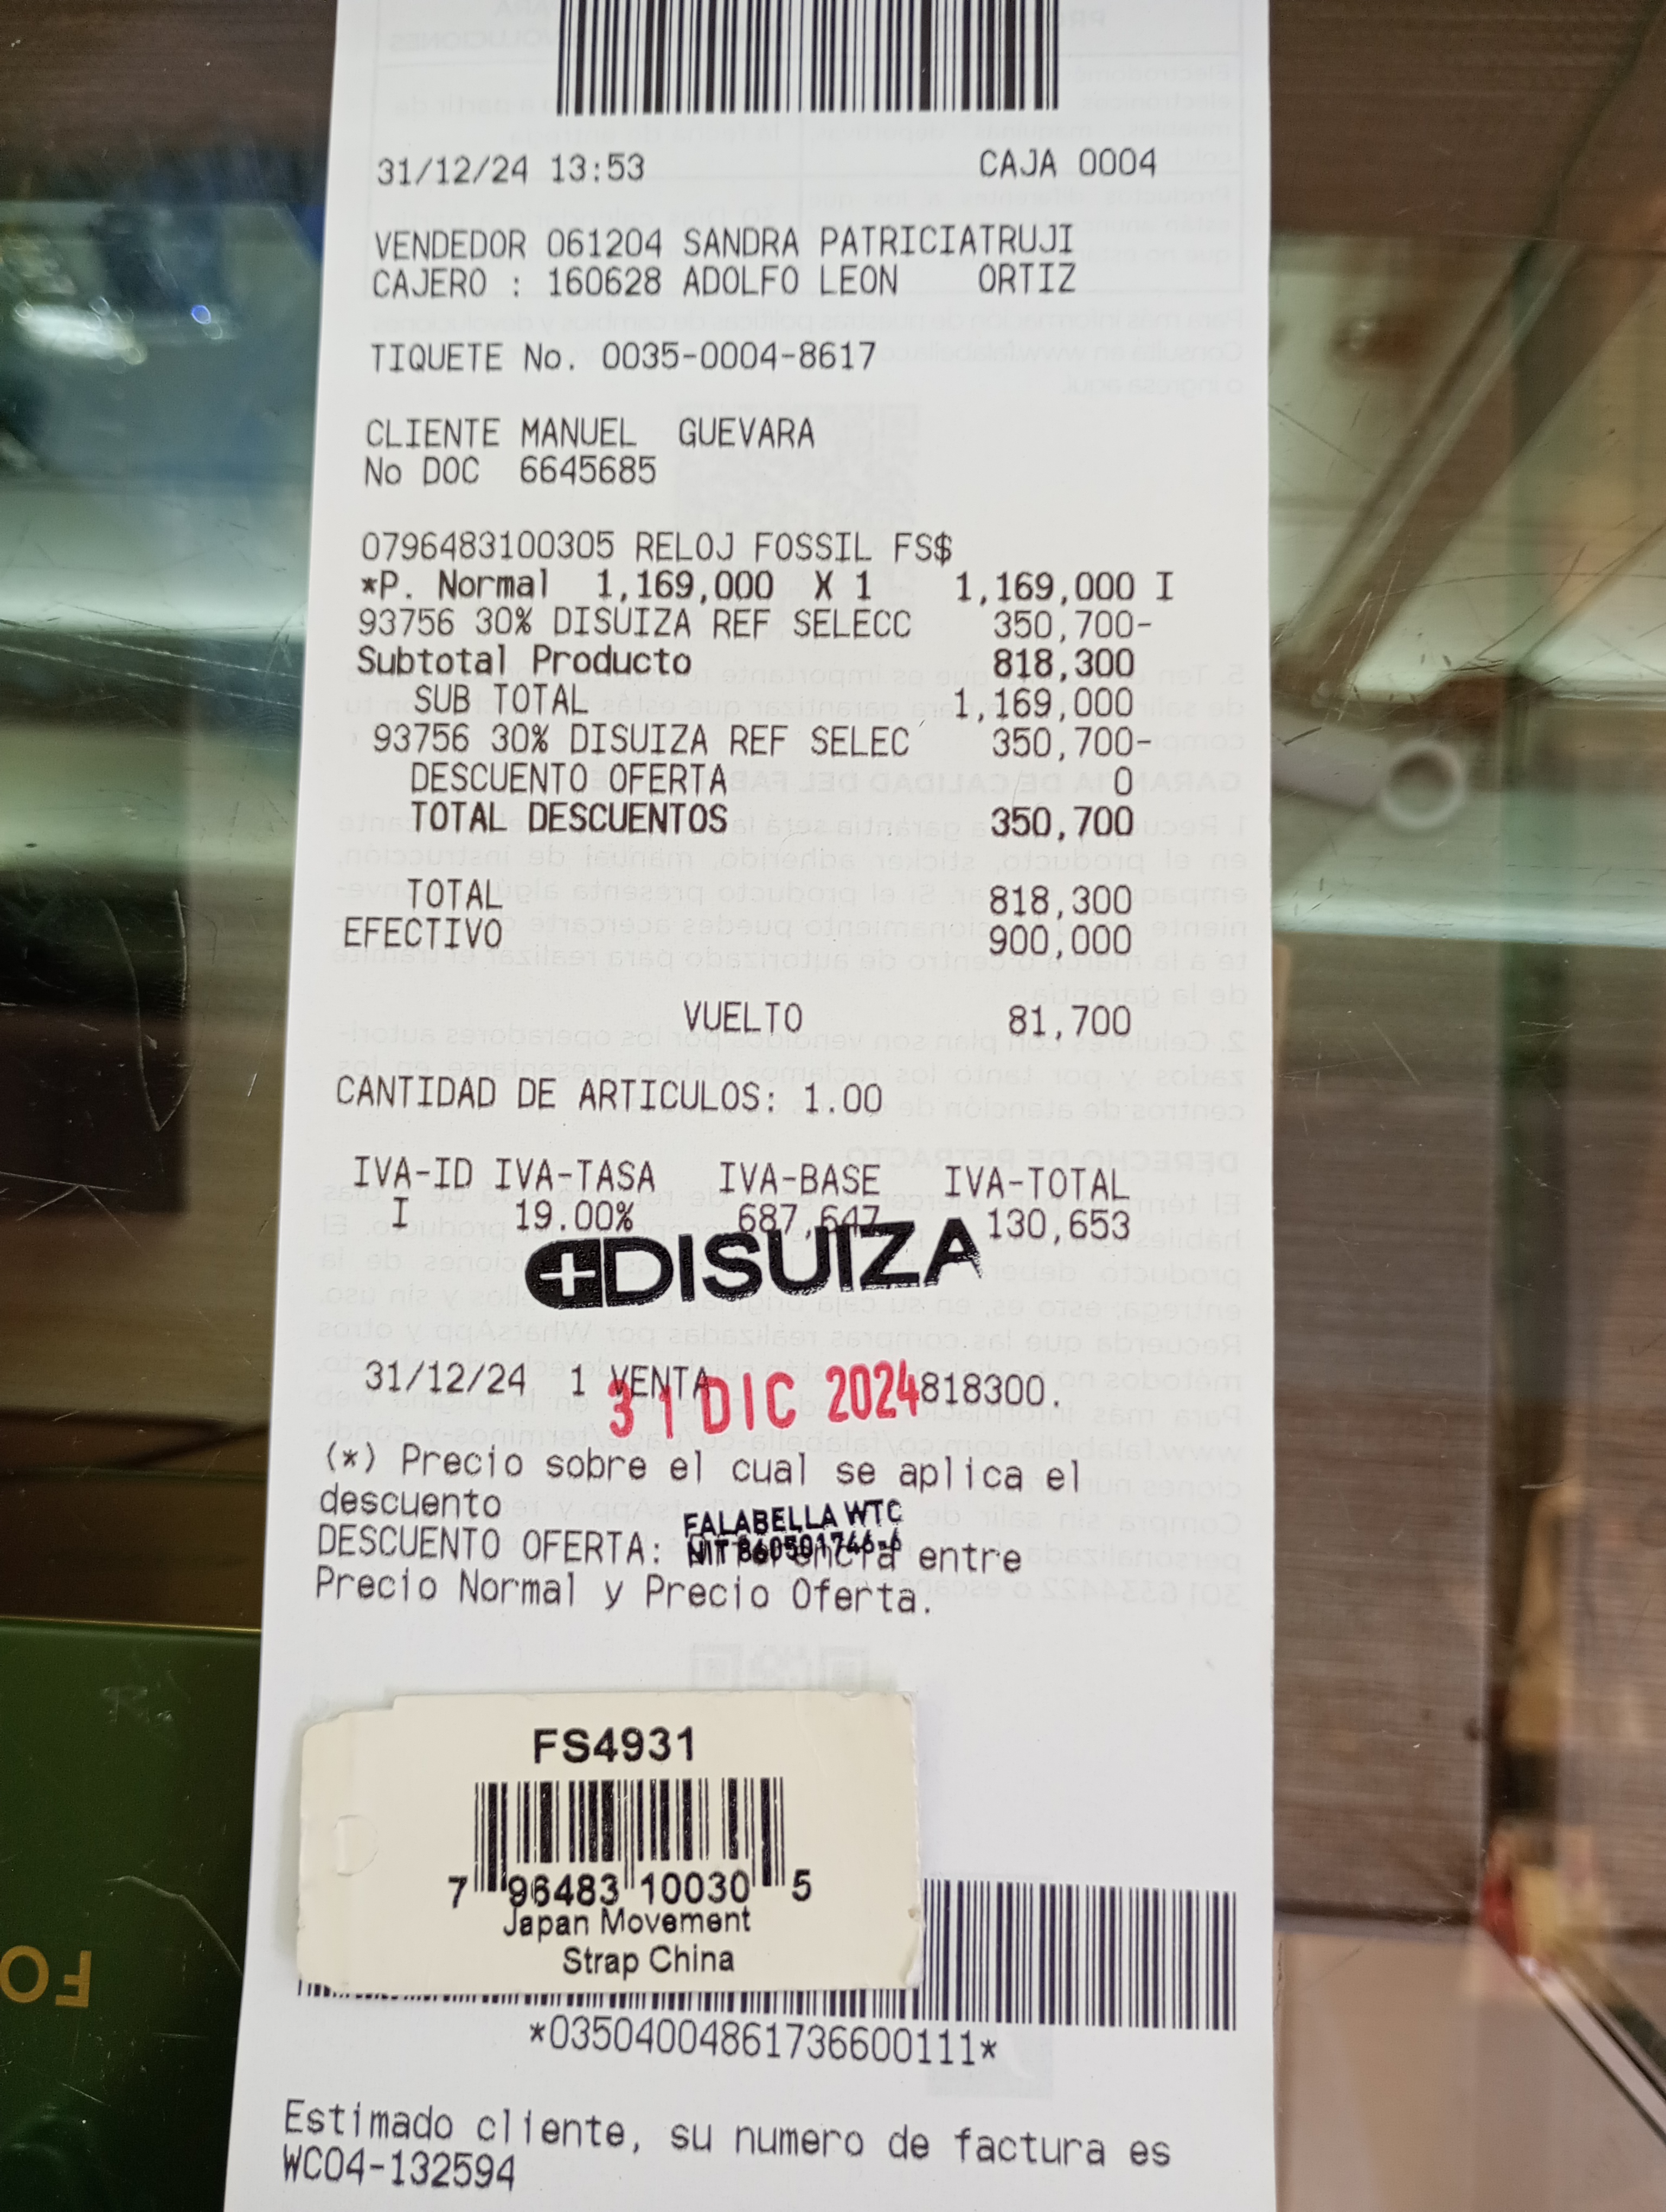 31/12/24 13:53 CAJA 0004
VENDEDOR 061204 SANDRA PATRICIATRUJI
CAJERO : 160628 ADOLFO LEON ORTIZ
TIQUETE No. 0035-0004-8617
CLIENTE MANUEL GUEVARA
No DOC 6645685
0796483100305 RELOJ FOSSIL FS$
*P. Normal 1,169,000 X 1 1,169,000 I
93756 30% DISUIZA REF SELECC 350,700-
Subtotal Producto 818,300
SUB TOTAL 1,169,000
93756 30% DISUIZA REF SELEC 350,700-
DESCUENTO OFERTA 0
TOTAL DESCUENTOS 350,700
TOTAL 818,300
EFECTIVO 900,000
VUELTO 81,700
CANTIDAD DE ARTICULOS: 1.00
IVA-ID IVA-TASA IVA-BASE IVA-TOTAL
I 19.00% 687,647 130,653
DISUIZA
31/12/24 1 VENTA 818300.
31 DIC 2024
(*) Precio sobre el cual se aplica el
descuento
FALABELLA WTC
NIT 860501746-6
DESCUENTO OFERTA: entre
Precio Normal y Precio Oferta.
FS4931
7 96483 10030 5
Japan Movement
Strap China
*03504004861736600111*
Estimado cliente, su numero de factura es
WC04-132594
FO